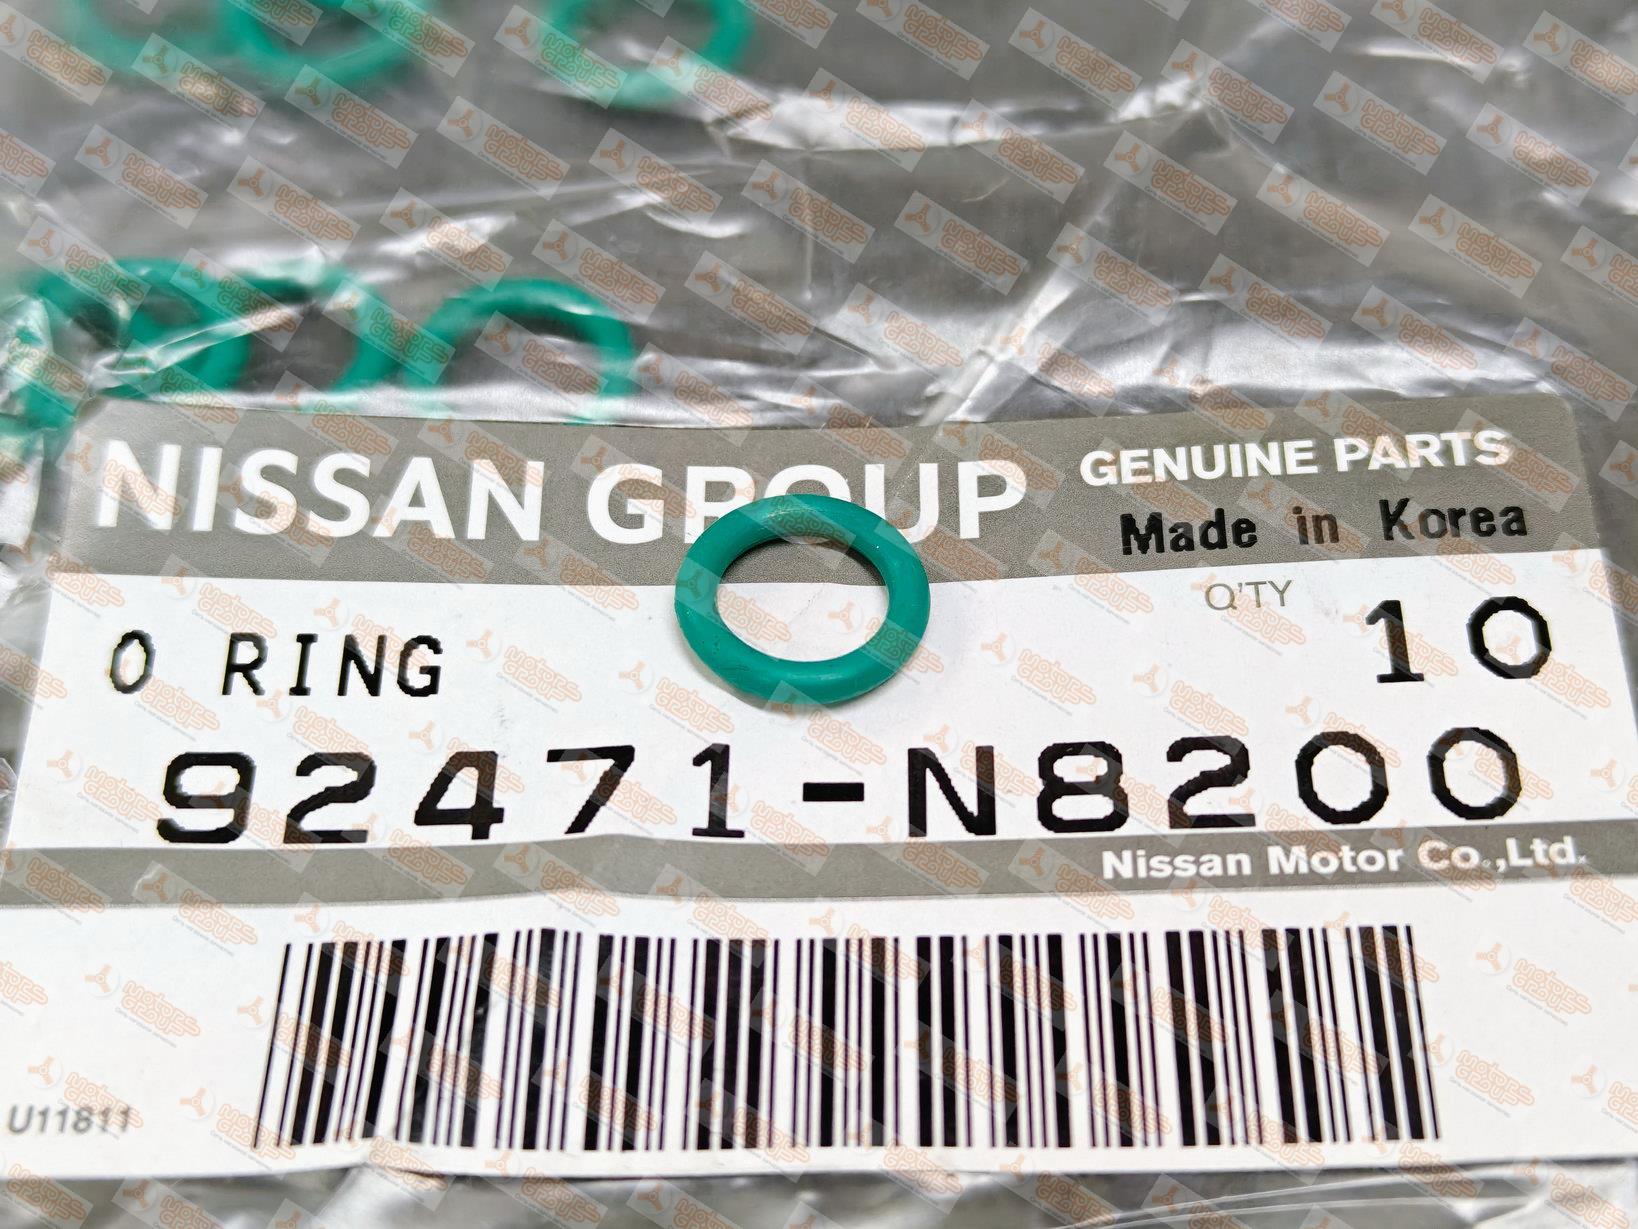 NISSAN GROUP
GENUINE PARTS
Made in Korea
Q'TY 10
O RING
92471-N8200
Nissan Motor Co.,Ltd.
U11811